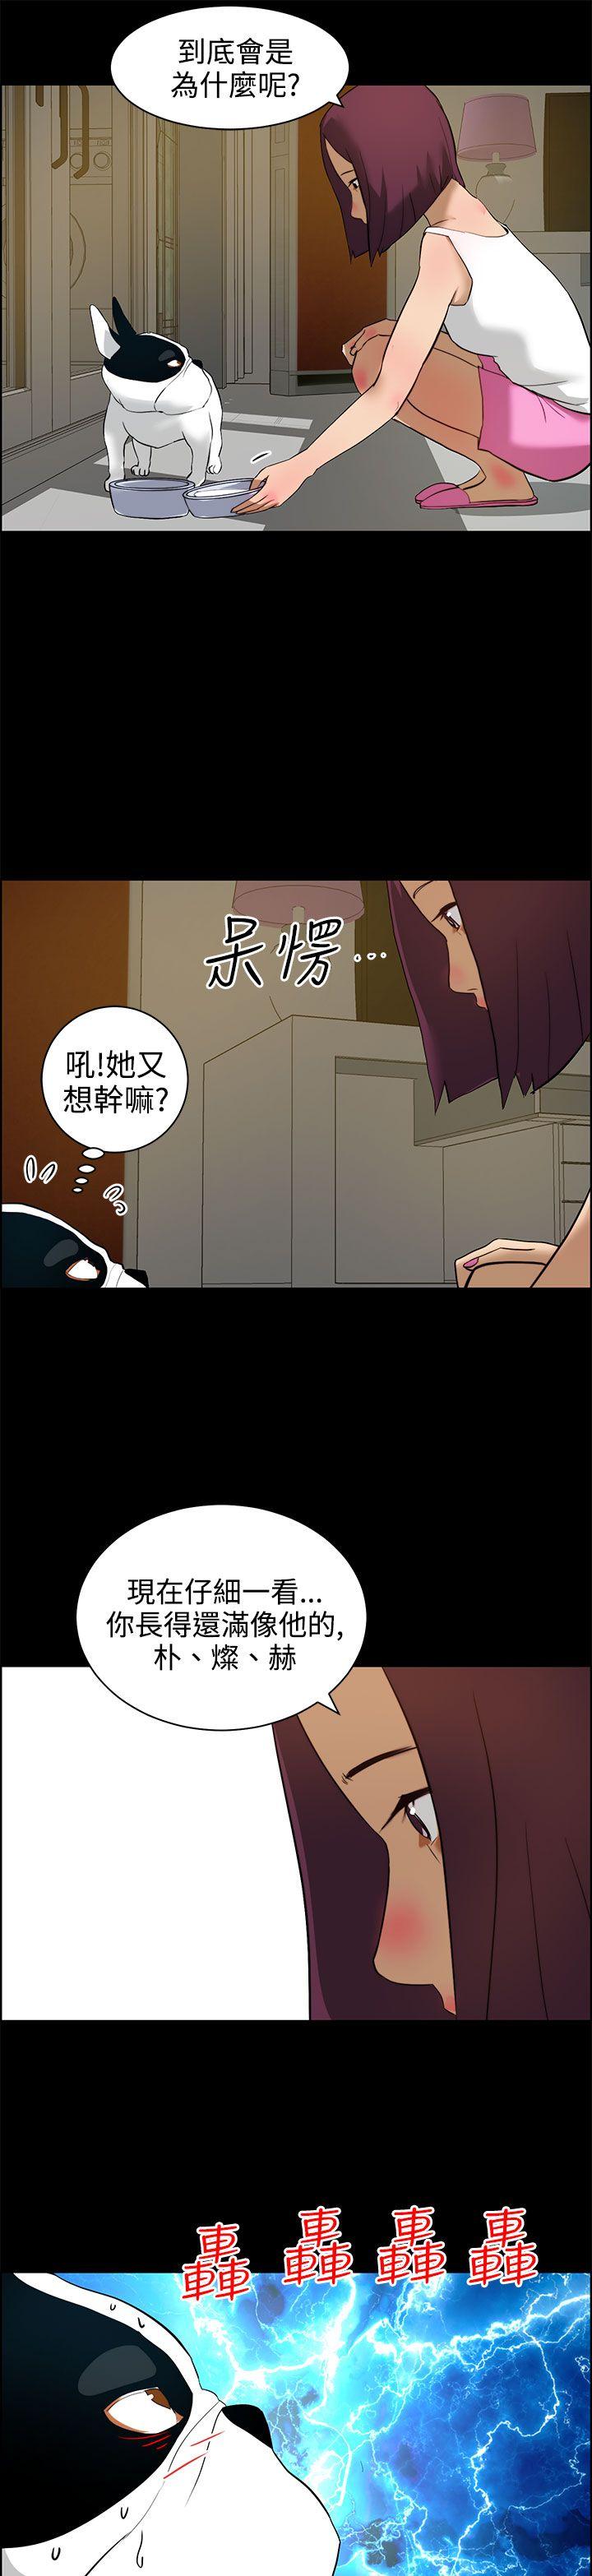 到底會是
為什麼呢?
呆愣…
吼!她又
想幹嘛?
現在仔細一看...
你長得還滿像他的,
朴、燦、赫
轟 轟 轟 轟